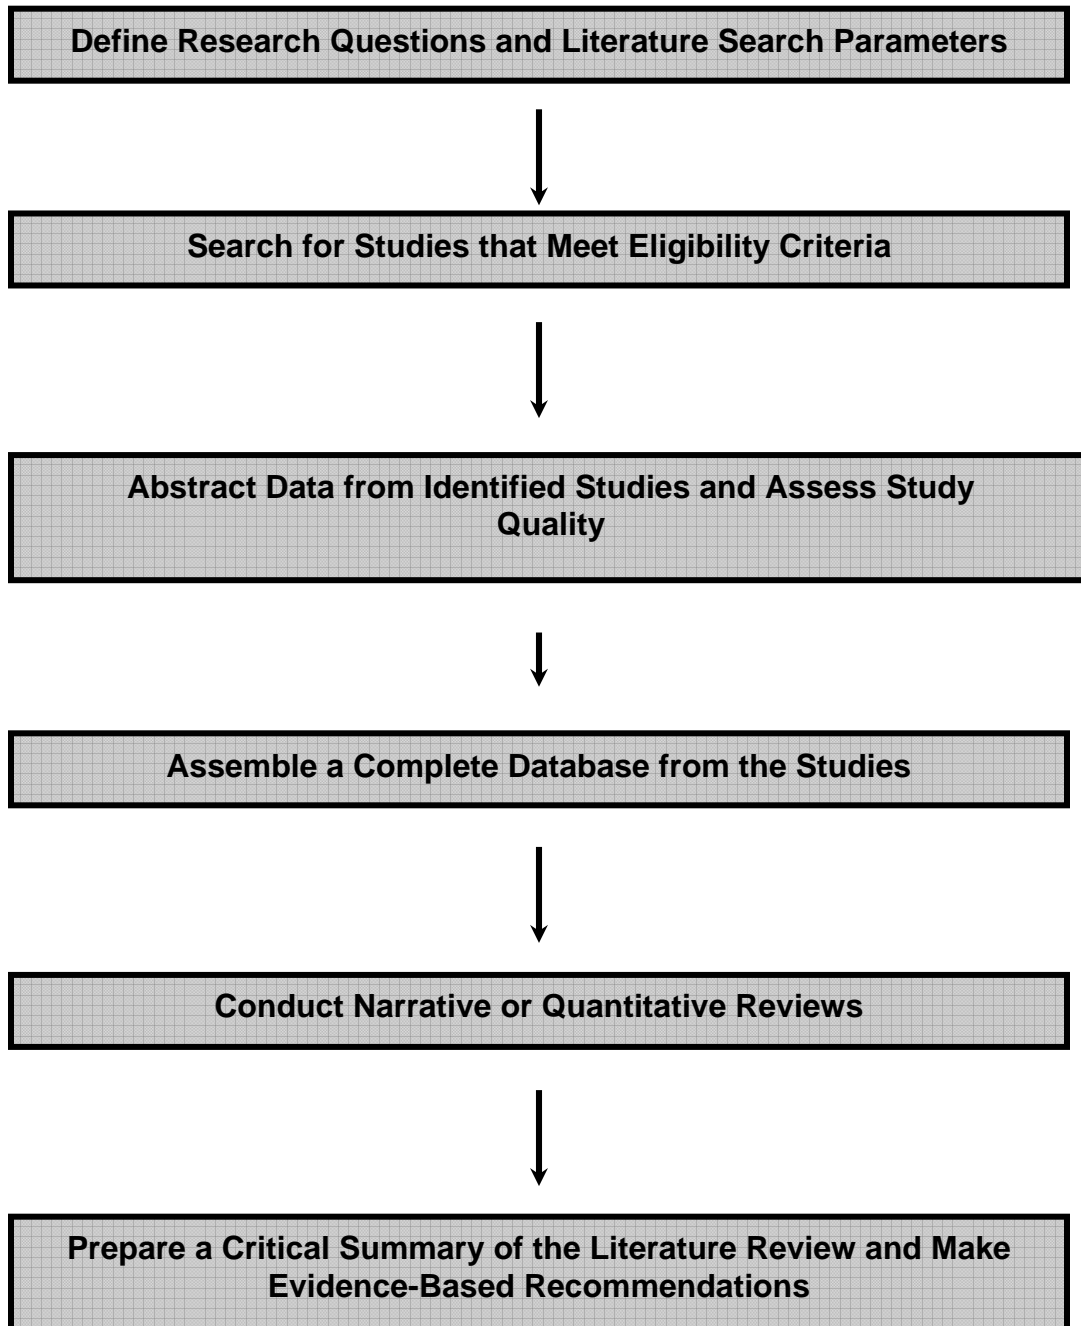 Define Research Questions and Literature Search Parameters
Search for Studies that Meet Eligibility Criteria
Abstract Data from Identified Studies and Assess Study
Quality
Assemble a Complete Database from the Studies
Conduct Narrative or Quantitative Reviews
Prepare a Critical Summary of the Literature Review and Make
Evidence-Based Recommendations